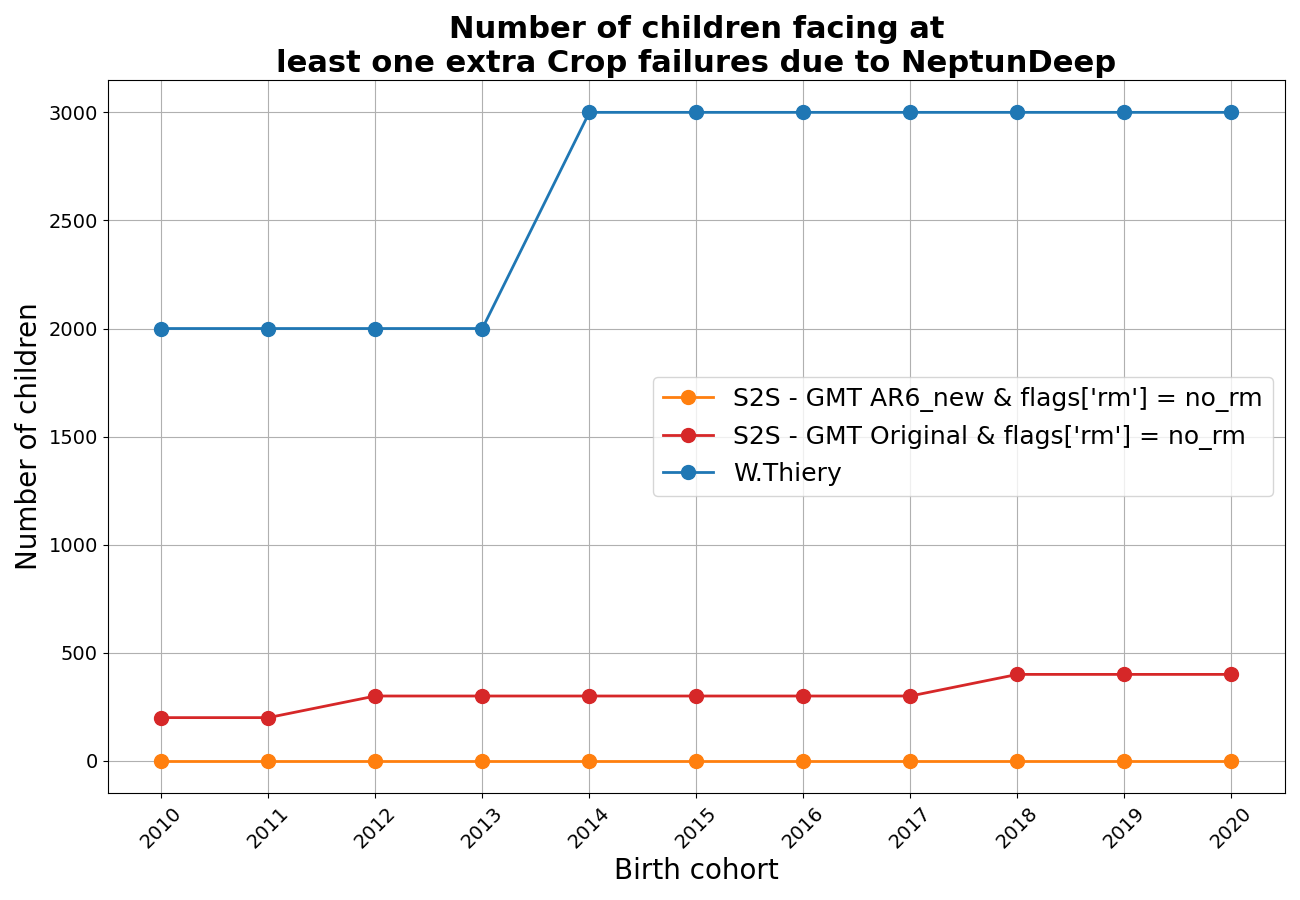 Number of children facing at
least one extra Crop failures due to NeptunDeep
Number of children
3000
2500
2000
1500
1000
500
0
S2S - GMT AR6_new & flags['rm'] = no_rm
S2S - GMT Original & flags['rm'] = no_rm
W.Thiery
2010 2011 2012 2013 2014 2015 2016 2017 2018 2019 2020
Birth cohort